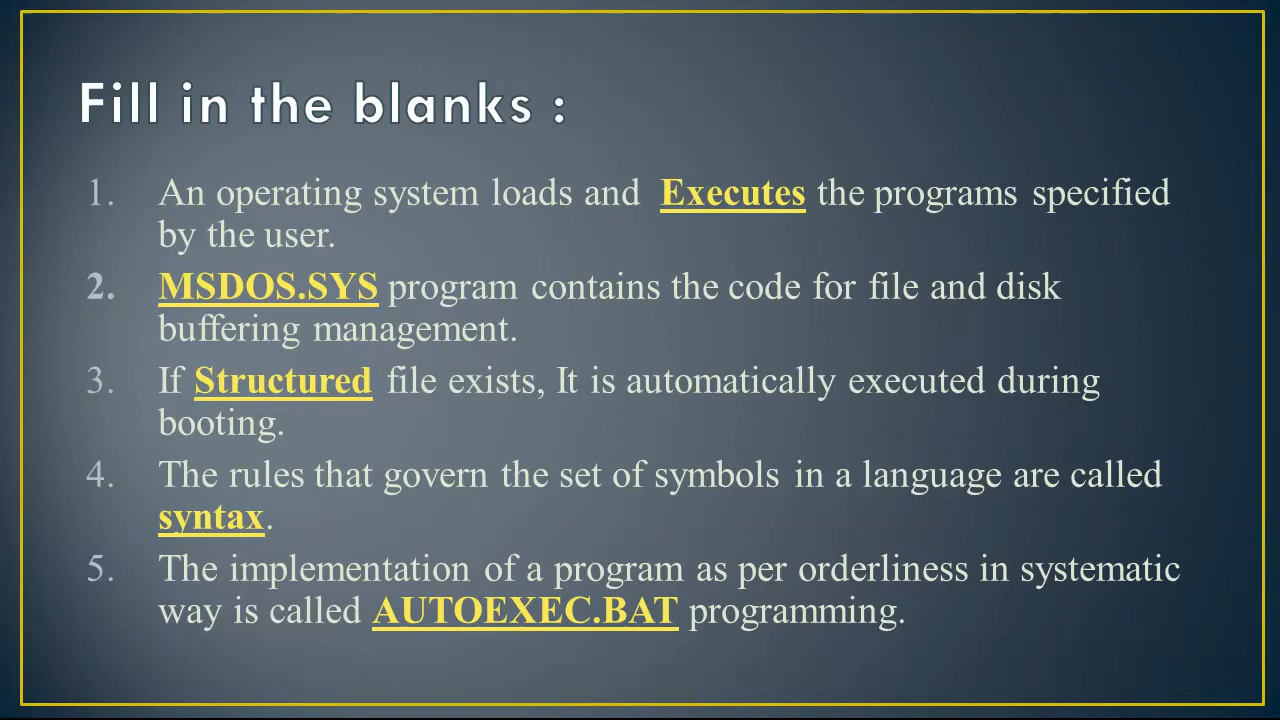 Fill in the blanks :
1. An operating system loads and Executes the programs specified
by the user.
2. MSDOS.SYS program contains the code for file and disk
buffering management.
3. If Structured file exists, It is automatically executed during
booting.
4. The rules that govern the set of symbols in a language are called
syntax.
5. The implementation of a program as per orderliness in systematic
way is called AUTOEXEC.BAT programming.